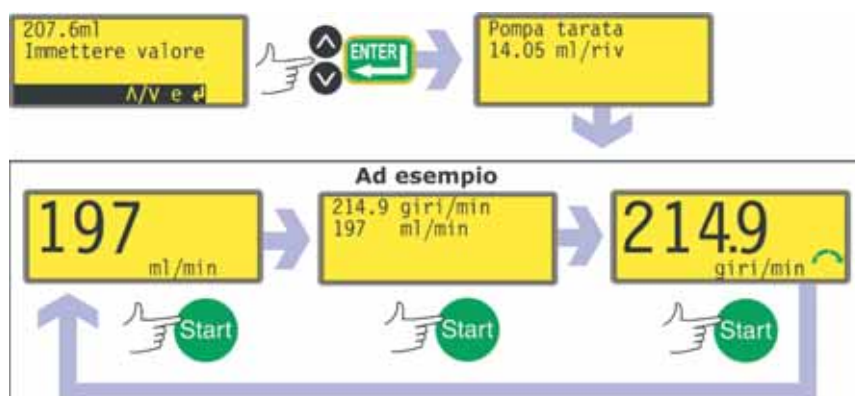 207.6ml
Immettere valore
Λ/V e ↲
ENTER
Pompa tarata
14.05 ml/riv
Ad esempio
197
ml/min
214.9 giri/min
197 ml/min
214.9
giri/min
Start
Start
Start